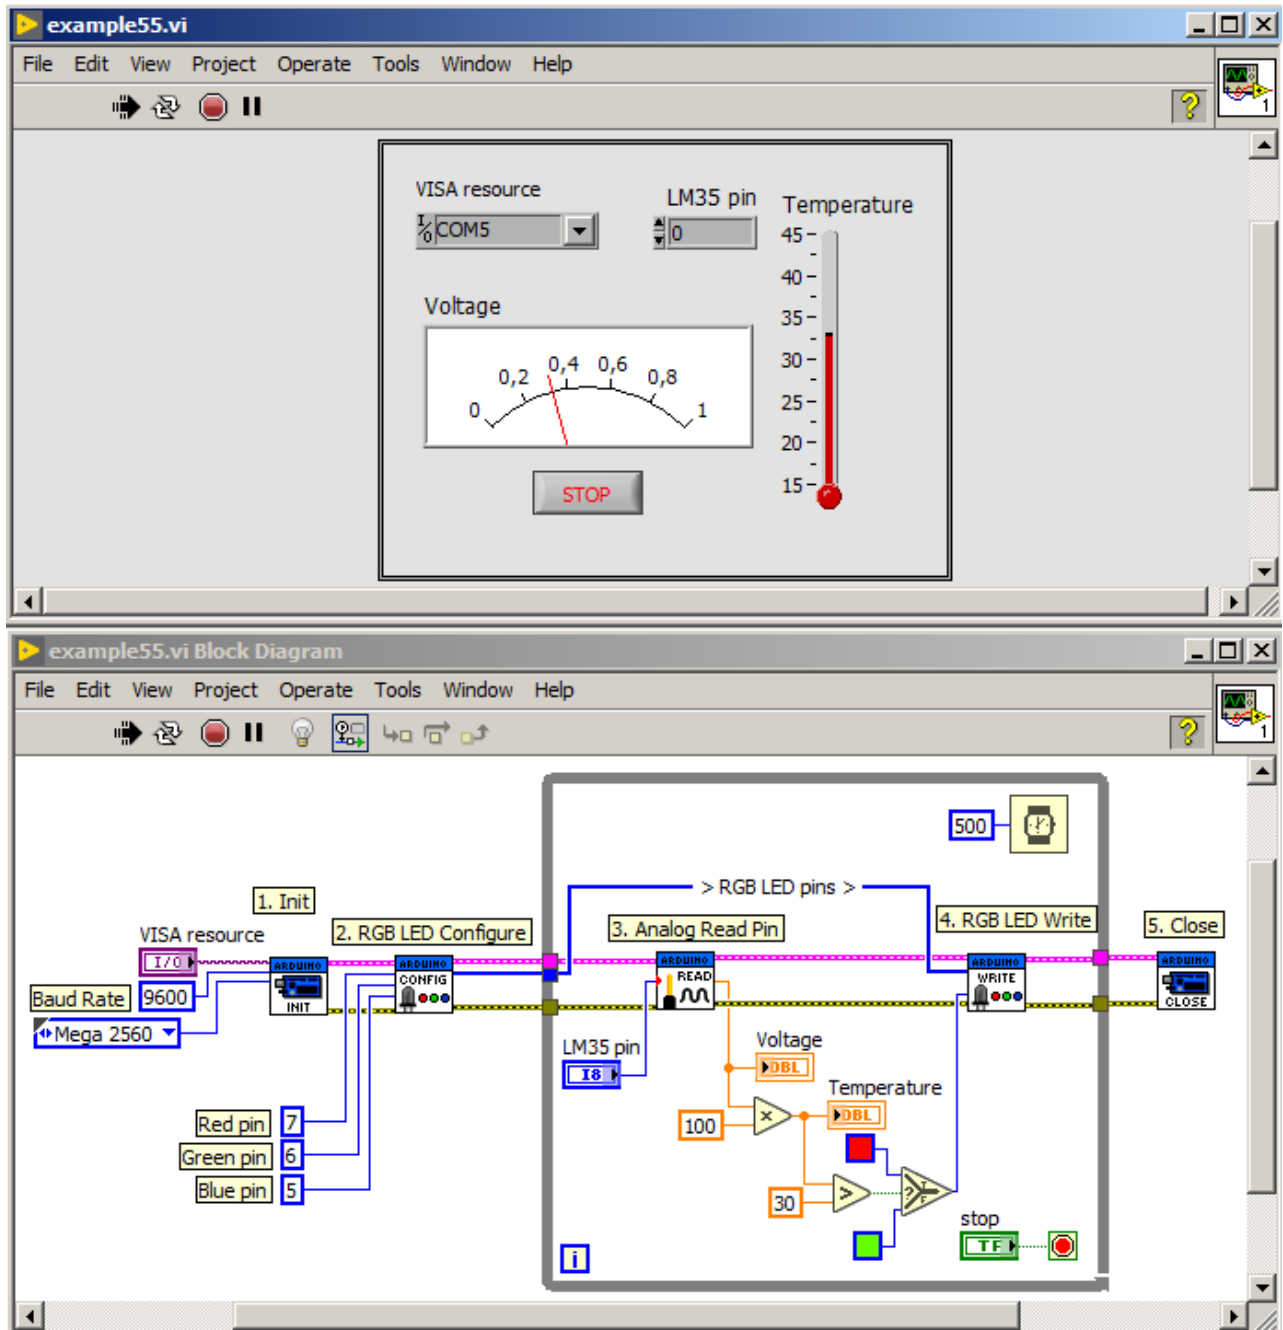 example55.vi
File Edit View Project Operate Tools Window Help
1
VISA resource
LM35 pin
Temperature
I/O COM5
0
45
40
35
30
25
20
15
Voltage
0 0,2 0,4 0,6 0,8 1
STOP
example55.vi Block Diagram
File Edit View Project Operate Tools Window Help
1
500
> RGB LED pins >
1. Init
2. RGB LED Configure
3. Analog Read Pin
4. RGB LED Write
5. Close
VISA resource
I/O
ARDUINO INIT
ARDUINO CONFIG
ARDUINO READ
ARDUINO WRITE
ARDUINO CLOSE
Baud Rate 9600
Mega 2560
LM35 pin
I8
Voltage
DBL
Temperature
DBL
100
x
Red pin 7
Green pin 6
Blue pin 5
30
>
?
T
F
stop
TF
i